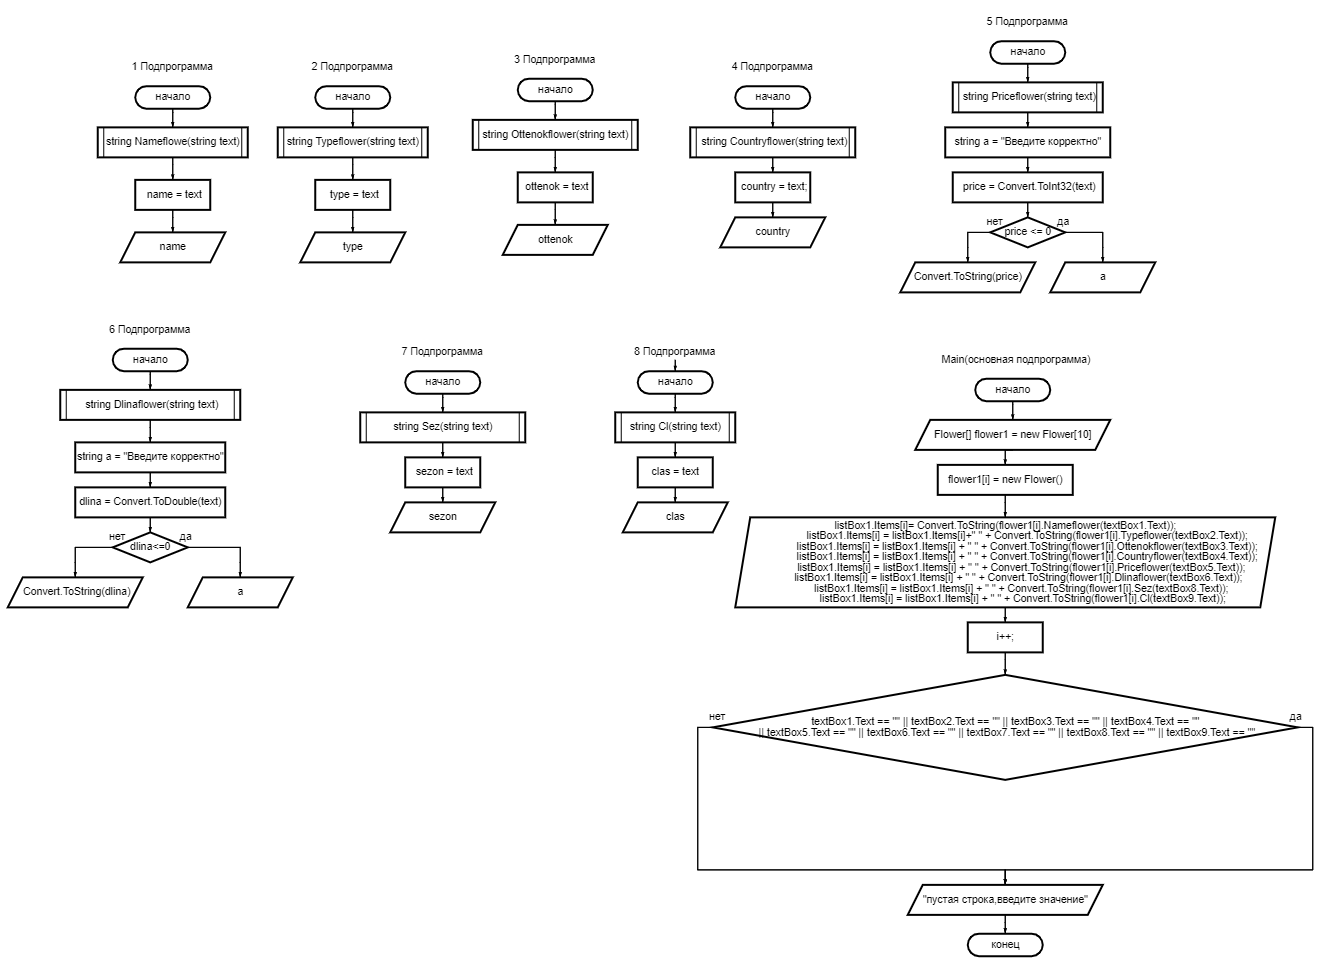 1 Подпрограмма
начало
string Nameflowe(string text)
name = text
name
2 Подпрограмма
начало
string Typeflower(string text)
type = text
type
3 Подпрограмма
начало
string Ottenokflower(string text)
ottenok = text
ottenok
4 Подпрограмма
начало
string Countryflower(string text)
country = text;
country
5 Подпрограмма
начало
string Priceflower(string text)
string a = "Введите корректно"
price = Convert.ToInt32(text)
нет
да
price <= 0
Convert.ToString(price)
a
6 Подпрограмма
начало
string Dlinaflower(string text)
string a = "Введите корректно"
dlina = Convert.ToDouble(text)
нет
да
dlina<=0
Convert.ToString(dlina)
a
7 Подпрограмма
начало
string Sez(string text)
sezon = text
sezon
8 Подпрограмма
начало
string Cl(string text)
clas = text
clas
Main(основная подпрограмма)
начало
Flower[] flower1 = new Flower[10]
flower1[i] = new Flower()
listBox1.Items[i]= Convert.ToString(flower1[i].Nameflower(textBox1.Text));
listBox1.Items[i] = listBox1.Items[i]+" " + Convert.ToString(flower1[i].Typeflower(textBox2.Text));
listBox1.Items[i] = listBox1.Items[i] + " " + Convert.ToString(flower1[i].Ottenokflower(textBox3.Text));
listBox1.Items[i] = listBox1.Items[i] + " " + Convert.ToString(flower1[i].Countryflower(textBox4.Text));
listBox1.Items[i] = listBox1.Items[i] + " " + Convert.ToString(flower1[i].Priceflower(textBox5.Text));
listBox1.Items[i] = listBox1.Items[i] + " " + Convert.ToString(flower1[i].Dlinaflower(textBox6.Text));
listBox1.Items[i] = listBox1.Items[i] + " " + Convert.ToString(flower1[i].Sez(textBox8.Text));
listBox1.Items[i] = listBox1.Items[i] + " " + Convert.ToString(flower1[i].Cl(textBox9.Text));
i++;
нет
да
textBox1.Text == "" || textBox2.Text == "" || textBox3.Text == "" || textBox4.Text == ""
|| textBox5.Text == "" || textBox6.Text == "" || textBox7.Text == "" || textBox8.Text == "" || textBox9.Text == ""
"пустая строка,введите значение"
конец